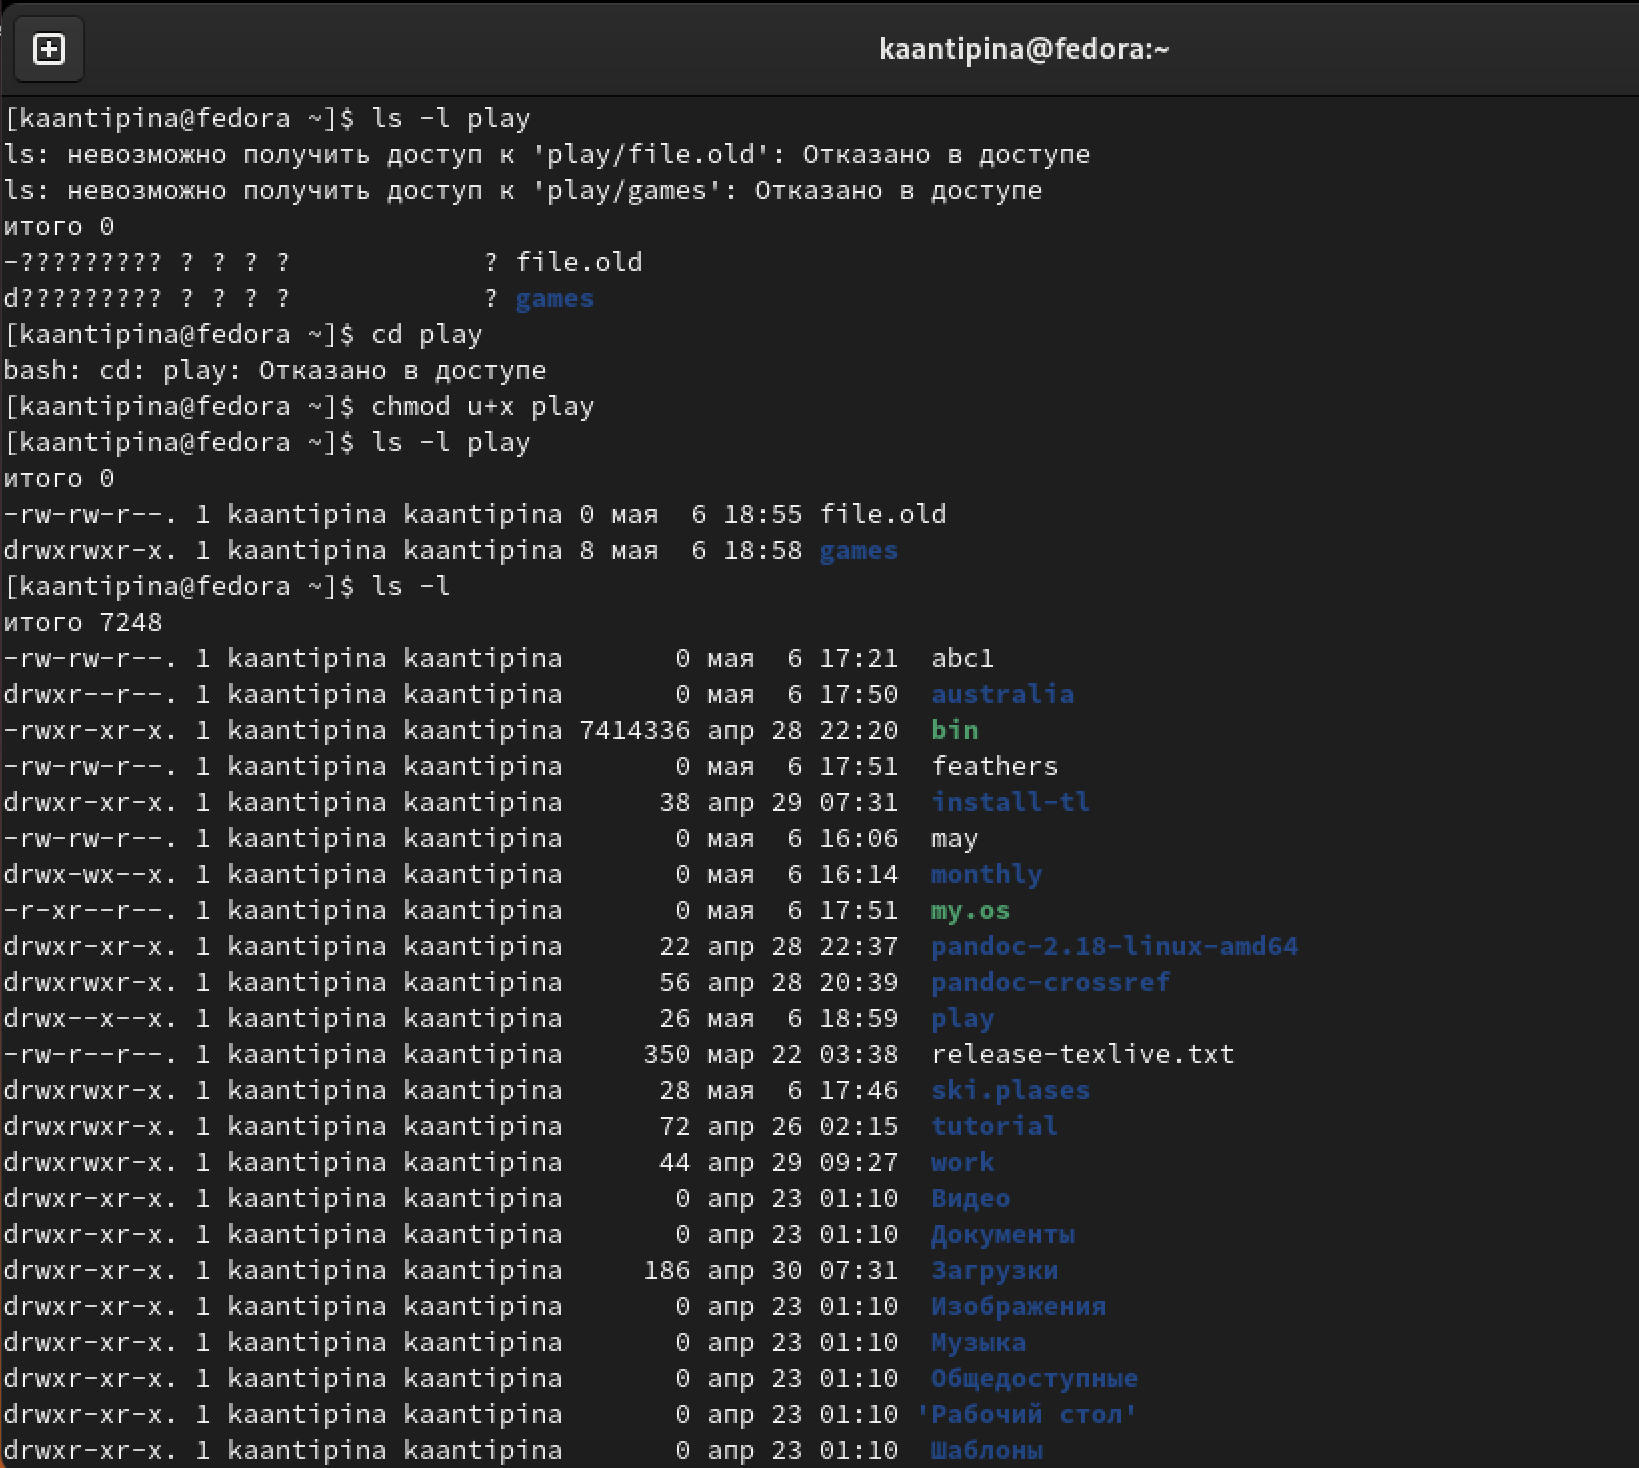 kaantipina@fedora:~
[kaantipina@fedora ~]$ ls -l play
ls: невозможно получить доступ к 'play/file.old': Отказано в доступе
ls: невозможно получить доступ к 'play/games': Отказано в доступе
итого 0
-????????? ? ? ? ?            ? file.old
d????????? ? ? ? ?            ? games
[kaantipina@fedora ~]$ cd play
bash: cd: play: Отказано в доступе
[kaantipina@fedora ~]$ chmod u+x play
[kaantipina@fedora ~]$ ls -l play
итого 0
-rw-rw-r--. 1 kaantipina kaantipina 0 мая  6 18:55 file.old
drwxrwxr-x. 1 kaantipina kaantipina 8 мая  6 18:58 games
[kaantipina@fedora ~]$ ls -l
итого 7248
-rw-rw-r--. 1 kaantipina kaantipina       0 мая  6 17:21  abc1
drwxr--r--. 1 kaantipina kaantipina       0 мая  6 17:50  australia
-rwxr-xr-x. 1 kaantipina kaantipina 7414336 апр 28 22:20  bin
-rw-rw-r--. 1 kaantipina kaantipina       0 мая  6 17:51  feathers
drwxr-xr-x. 1 kaantipina kaantipina      38 апр 29 07:31  install-tl
-rw-rw-r--. 1 kaantipina kaantipina       0 мая  6 16:06  may
drwx-wx--x. 1 kaantipina kaantipina       0 мая  6 16:14  monthly
-r-xr--r--. 1 kaantipina kaantipina       0 мая  6 17:51  my.os
drwxr-xr-x. 1 kaantipina kaantipina      22 апр 28 22:37  pandoc-2.18-linux-amd64
drwxrwxr-x. 1 kaantipina kaantipina      56 апр 28 20:39  pandoc-crossref
drwx--x--x. 1 kaantipina kaantipina      26 мая  6 18:59  play
-rw-r--r--. 1 kaantipina kaantipina     350 мар 22 03:38  release-texlive.txt
drwxrwxr-x. 1 kaantipina kaantipina      28 мая  6 17:46  ski.plases
drwxrwxr-x. 1 kaantipina kaantipina      72 апр 26 02:15  tutorial
drwxrwxr-x. 1 kaantipina kaantipina      44 апр 29 09:27  work
drwxr-xr-x. 1 kaantipina kaantipina       0 апр 23 01:10  Видео
drwxr-xr-x. 1 kaantipina kaantipina       0 апр 23 01:10  Документы
drwxr-xr-x. 1 kaantipina kaantipina     186 апр 30 07:31  Загрузки
drwxr-xr-x. 1 kaantipina kaantipina       0 апр 23 01:10  Изображения
drwxr-xr-x. 1 kaantipina kaantipina       0 апр 23 01:10  Музыка
drwxr-xr-x. 1 kaantipina kaantipina       0 апр 23 01:10  Общедоступные
drwxr-xr-x. 1 kaantipina kaantipina       0 апр 23 01:10 'Рабочий стол'
drwxr-xr-x. 1 kaantipina kaantipina       0 апр 23 01:10  Шаблоны